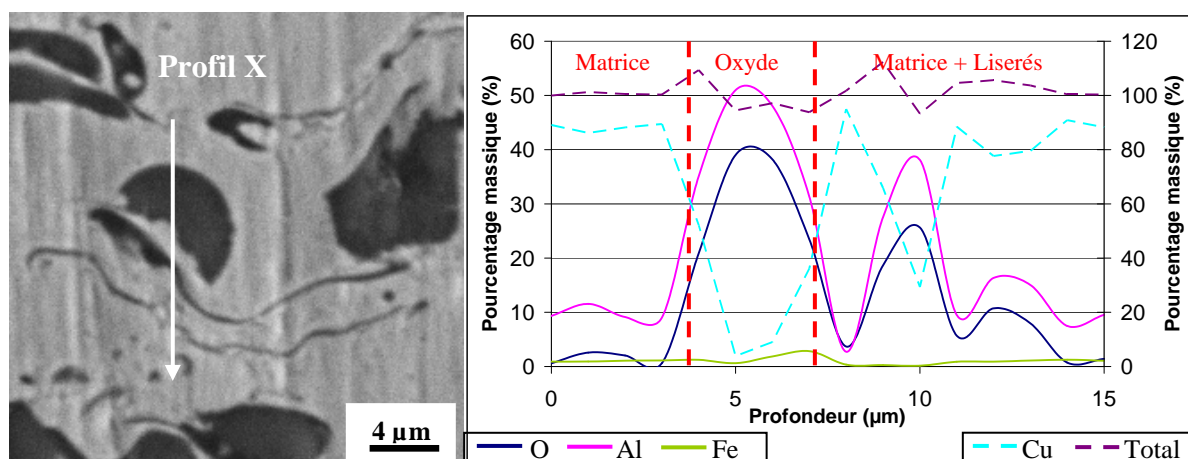 Profil X
4 µm
Pourcentage massique (%)
60
50
40
30
20
10
0
Matrice
Oxyde
Matrice + Liserés
120
100
80
60
40
20
0
Pourcentage massique (%)
0
5
10
15
Profondeur (µm)
O
Al
Fe
Cu
Total